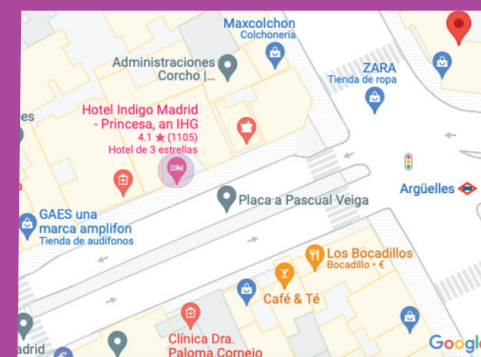 Maxcolchon
Colchonería
Administraciones
Corcho |...
ZARA
Tienda de ropa
es
Hotel Indigo Madrid
- Princesa, an IHG
4.1 ★ (1105)
Hotel de 3 estrellas
Argüelles
Placa a Pascual Veiga
GAES una
marca amplifon
Tienda de audífonos
Los Bocadillos
Bocadillo • €
Café & Té
Clínica Dra.
Paloma Cornejo
adrid
Google